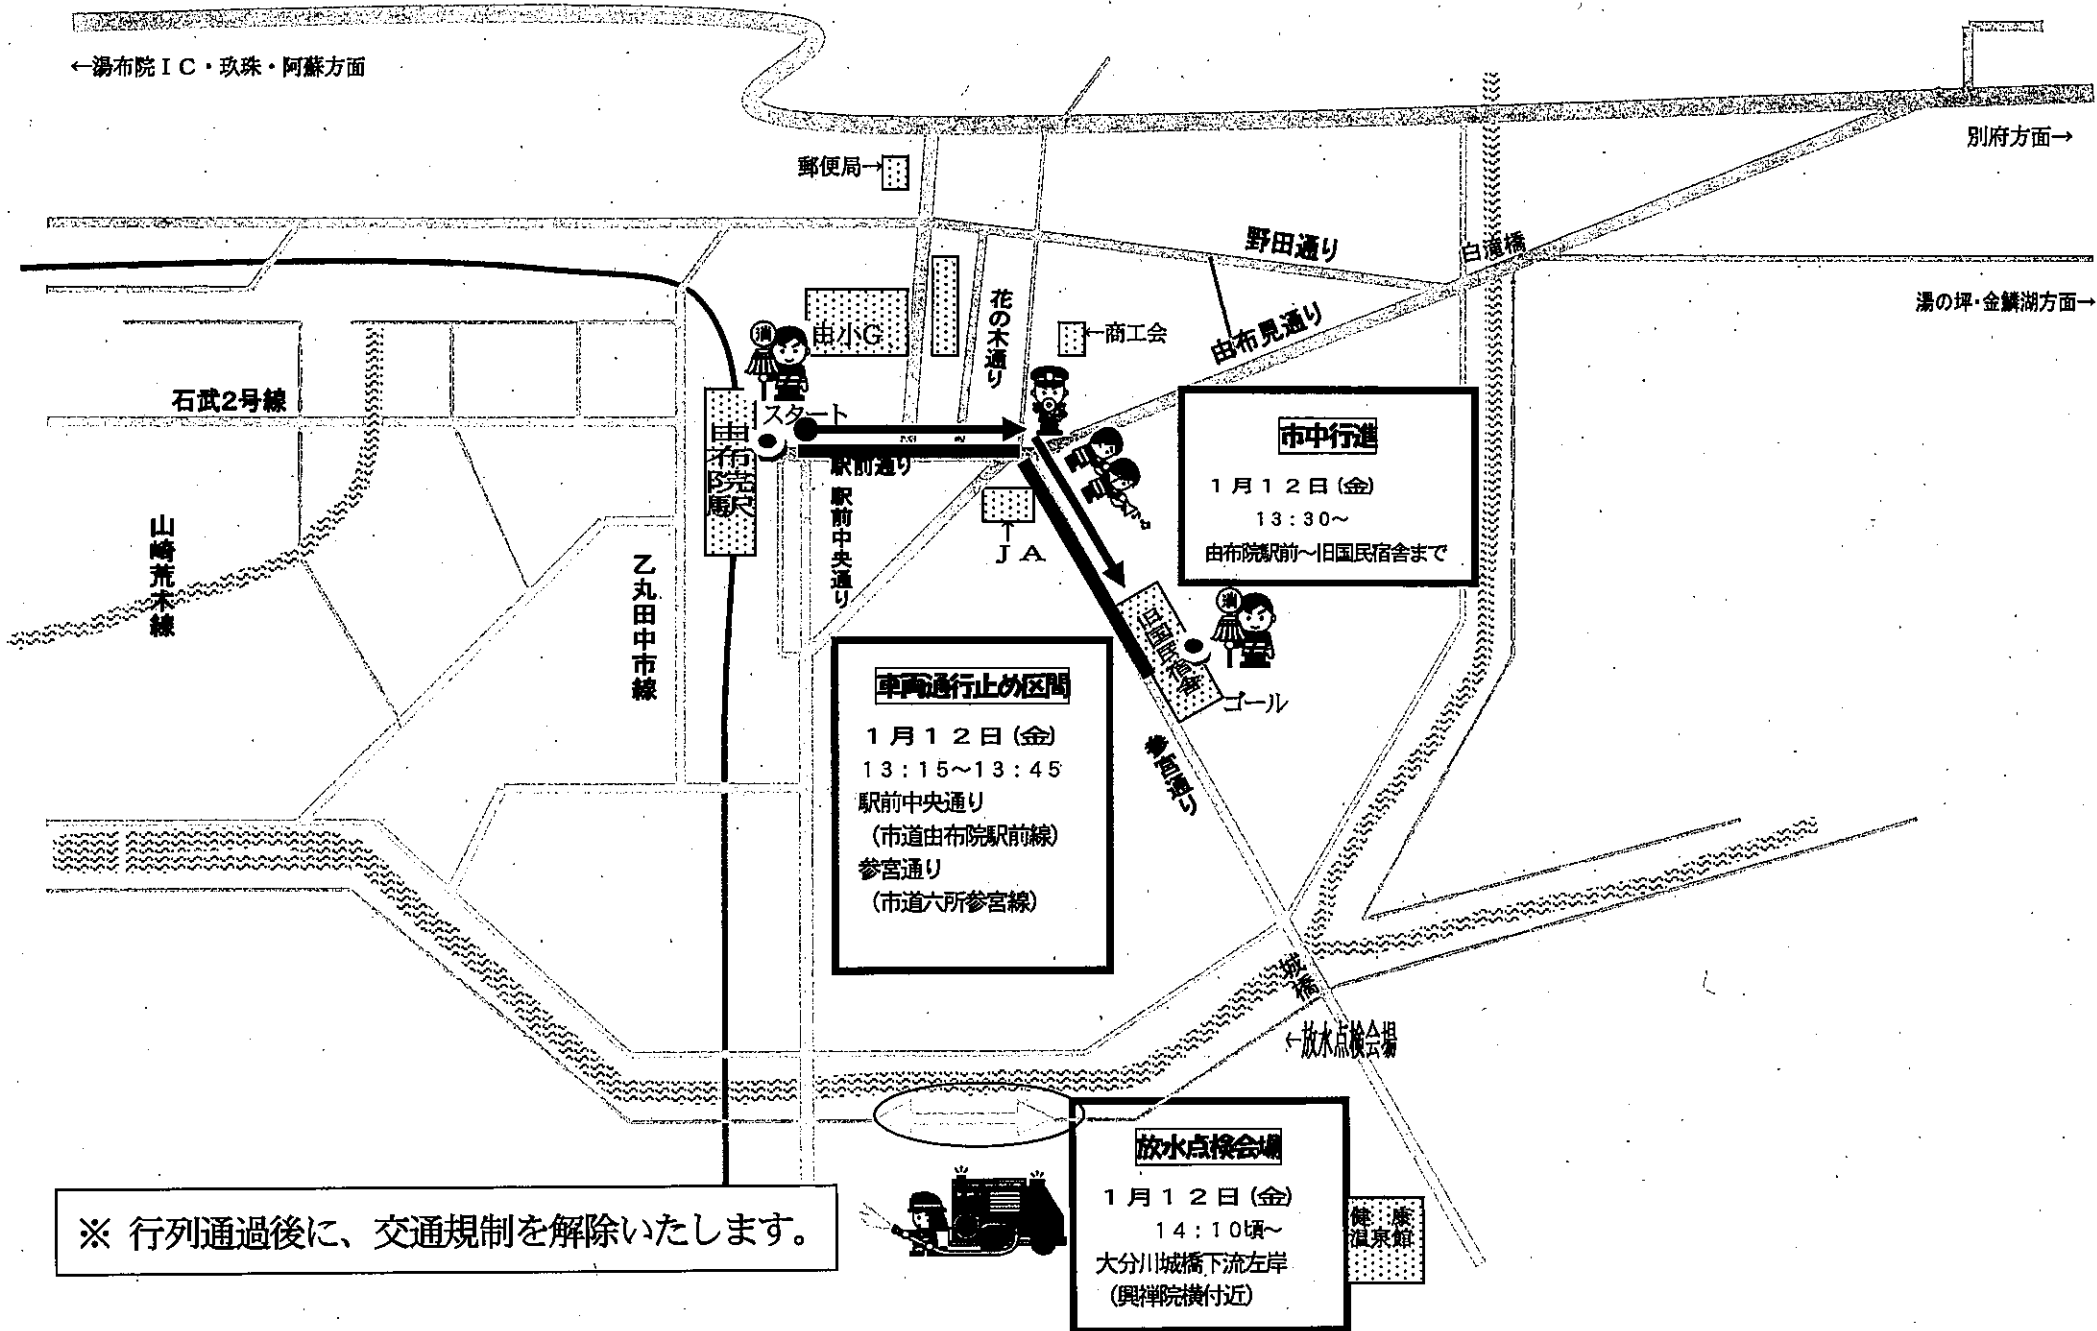 ←湯布院ＩＣ・玖珠・阿蘇方面
別府方面→
郵便局→
野田通り
白滝橋
湯の坪・金鱗湖方面→
花の木通り
←商工会
由布見通り
由小G
消
石武2号線
スタート
由布院駅
駅前通り
駅前中央通り
ＪＡ
市中行進
１月１２日（金）
１３：３０～
由布院駅前～旧国民宿舎まで
山崎荒木線
乙丸田中市線
旧国民宿舎
消
ゴール
参宮通り
車両通行止め区間
１月１２日（金）
１３：１５～１３：４５
駅前中央通り
（市道由布院駅前線）
参宮通り
（市道六所参宮線）
城橋
←放水点検会場
放水点検会場
１月１２日（金）
１４：１０頃～
大分川城橋下流左岸
（興禅院横付近）
健康
温泉館
※ 行列通過後に、交通規制を解除いたします。